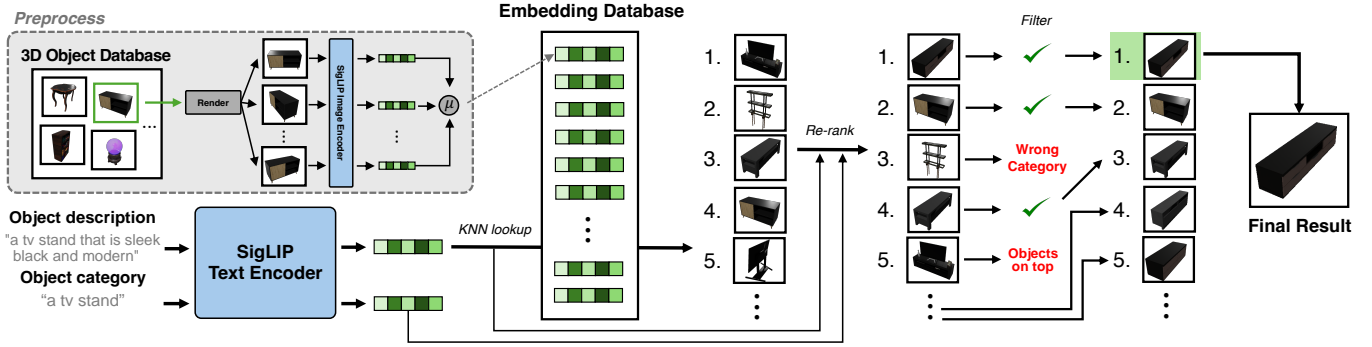 Preprocess
3D Object Database
...
Render
...
SigLIP Image Encoder
...
μ
Embedding Database
...
Object description
"a tv stand that is sleek
black and modern"
Object category
“a tv stand”
SigLIP
Text Encoder
KNN lookup
1.
2.
3.
4.
5.
...
Re-rank
Filter
1.
2.
3.
Wrong
Category
4.
5.
Objects
on top
...
1.
2.
3.
4.
5.
...
Final Result